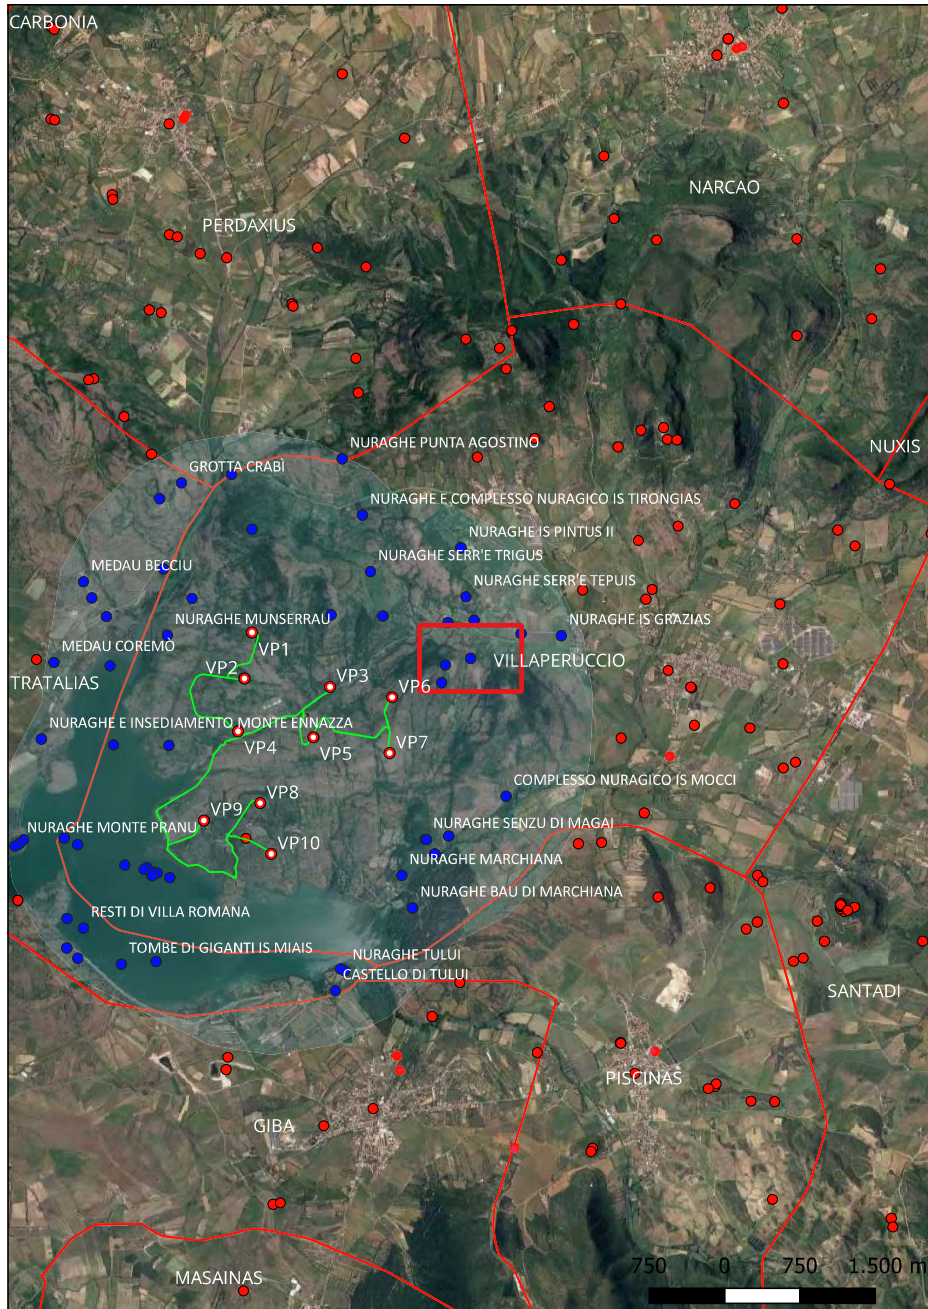 CARBONIA
NARCAO
PERDAXIUS
NURAGHE PUNTA AGOSTINO
NUXIS
GROTTA CRABÌ
NURAGHE E COMPLESSO NURAGICO IS TIRONGIAS
NURAGHE IS PINTUS II
NURAGHE SERR'E TRIGUS
MEDAU BECCIU
NURAGHE SERR'E TEPUIS
NURAGHE MUNSERRAU
NURAGHE IS GRAZIAS
MEDAU COREMÒ
VP1
VILLAPERUCCIO
TRATALIAS
VP2
VP3
VP6
NURAGHE E INSEDIAMENTO MONTE ENNAZZA
VP4
VP5
VP7
COMPLESSO NURAGICO IS MOCCI
VP8
VP9
NURAGHE SENZU DI MAGAI
NURAGHE MONTE PRANU
VP10
NURAGHE MARCHIANA
NURAGHE BAU DI MARCHIANA
RESTI DI VILLA ROMANA
TOMBE DI GIGANTI IS MIAIS
NURAGHE TULUI
CASTELLO DI TULUI
SANTADI
PISCINAS
GIBA
MASAINAS
750 0 750 1.500 m